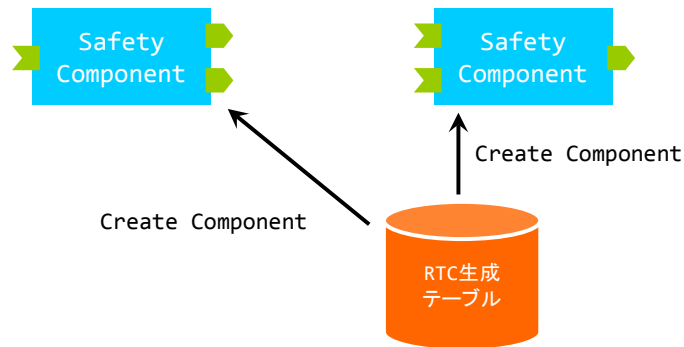 Safety
Component
Safety
Component
Create Component
Create Component
RTC生成
テーブル